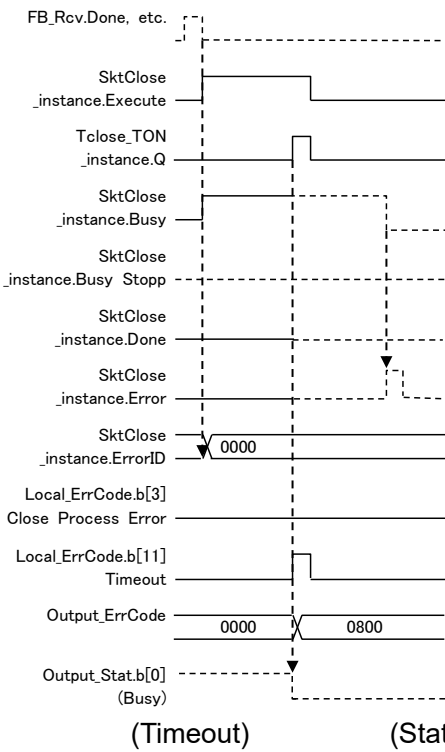 FB_Rcv.Done, etc.
SktClose
_instance.Execute
Tclose_TON
_instance.Q
SktClose
_instance.Busy
SktClose
_instance.Busy Stopp
SktClose
_instance.Done
SktClose
_instance.Error
SktClose
_instance.ErrorID
0000
Local_ErrCode.b[3]
Close Process Error
Local_ErrCode.b[11]
Timeout
Output_ErrCode
0000 0800
Output_Stat.b[0]
(Busy)
(Timeout) (Stat